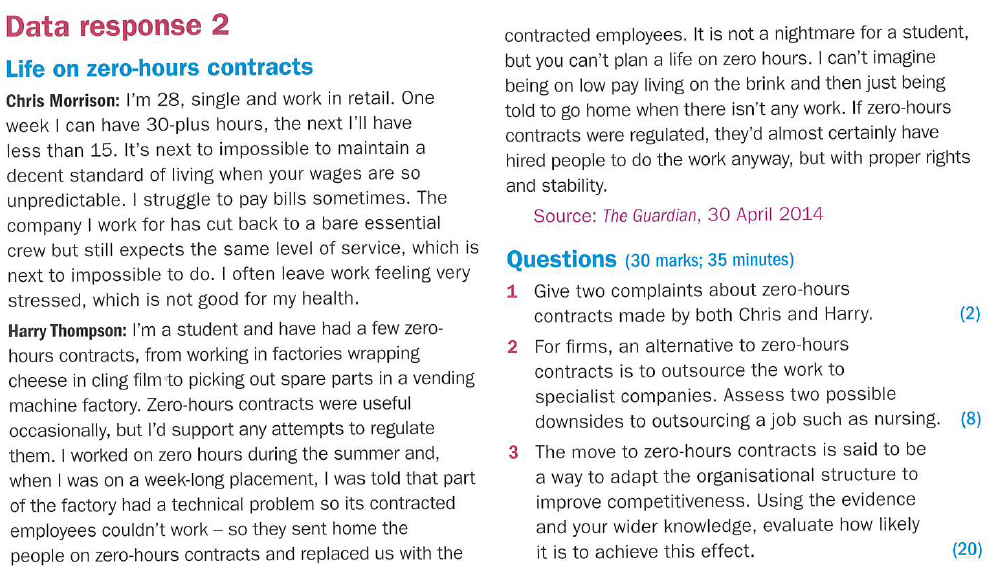 Data response 2
Life on zero-hours contracts
Chris Morrison: I'm 28, single and work in retail. One
week I can have 30-plus hours, the next I'll have
less than 15. It's next to impossible to maintain a
decent standard of living when your wages are so
unpredictable. I struggle to pay bills sometimes. The
company I work for has cut back to a bare essential
crew but still expects the same level of service, which is
next to impossible to do. I often leave work feeling very
stressed, which is not good for my health.
Harry Thompson: I'm a student and have had a few zero-
hours contracts, from working in factories wrapping
cheese in cling film to picking out spare parts in a vending
machine factory. Zero-hours contracts were useful
occasionally, but I'd support any attempts to regulate
them. I worked on zero hours during the summer and,
when I was on a week-long placement, I was told that part
of the factory had a technical problem so its contracted
employees couldn't work – so they sent home the
people on zero-hours contracts and replaced us with the
contracted employees. It is not a nightmare for a student,
but you can't plan a life on zero hours. I can't imagine
being on low pay living on the brink and then just being
told to go home when there isn't any work. If zero-hours
contracts were regulated, they'd almost certainly have
hired people to do the work anyway, but with proper rights
and stability.
Source: The Guardian, 30 April 2014
Questions (30 marks; 35 minutes)
1 Give two complaints about zero-hours
contracts made by both Chris and Harry. (2)
2 For firms, an alternative to zero-hours
contracts is to outsource the work to
specialist companies. Assess two possible
downsides to outsourcing a job such as nursing. (8)
3 The move to zero-hours contracts is said to be
a way to adapt the organisational structure to
improve competitiveness. Using the evidence
and your wider knowledge, evaluate how likely
it is to achieve this effect. (20)